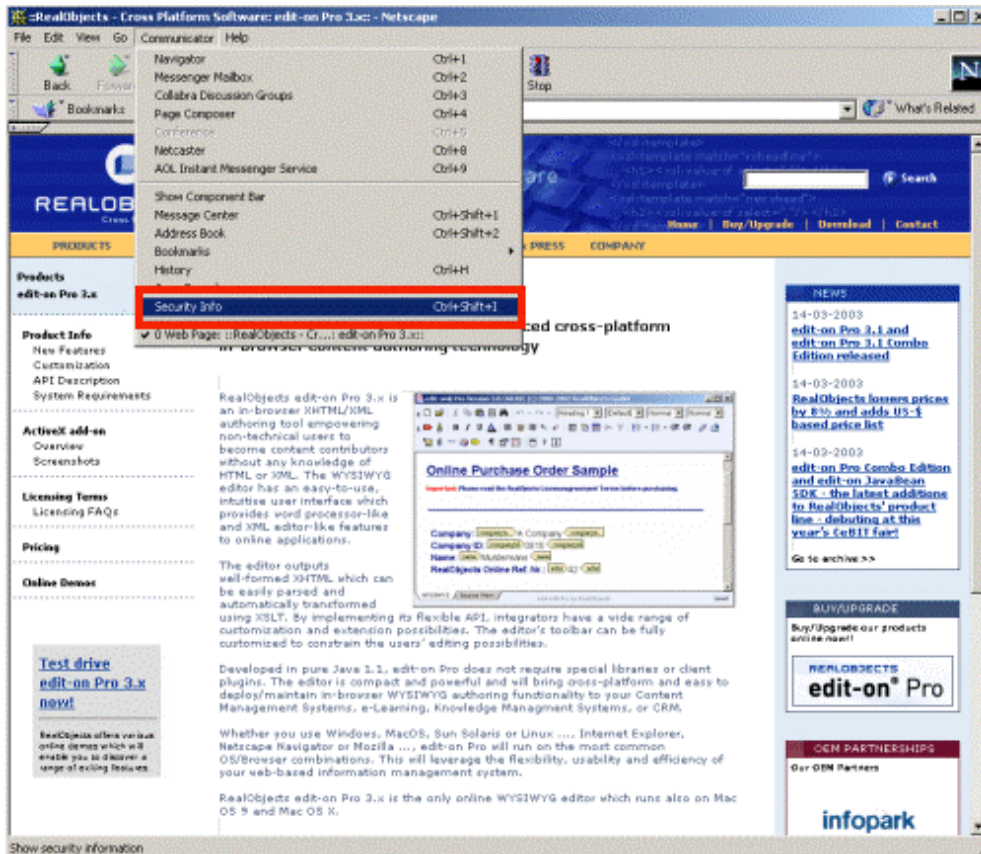 ::RealObjects - Cross Platform Software: edit-on Pro 3.x:: - Netscape
File Edit View Go Communicator Help
Navigator Ctrl+1
Messenger Mailbox Ctrl+2
Collabra Discussion Groups Ctrl+3
Page Composer Ctrl+4
Conference Ctrl+5
Netcaster Ctrl+8
AOL Instant Messenger Service Ctrl+9
Show Component Bar
Message Center Ctrl+Shift+1
Address Book Ctrl+Shift+2
Bookmarks
History Ctrl+H
Security Info Ctrl+Shift+I
0 Web Page: ::RealObjects - Cr...: edit-on Pro 3.x::
Back
Stop
Bookmarks
What's Related
REALOB
Search
Home | Buy/Upgrade | Download | Contact
PRODUCTS
& PRESS COMPANY
Products
edit-on Pro 3.x
Product Info
New Features
Customization
API Description
System Requirements
ActiveX add-on
Overview
Screenshots
Licensing Terms
Licensing FAQs
Pricing
Online Demos
Test drive
edit-on Pro 3.x
now!
RealObjects offers various
online demos which will
enable you to discover a
range of exiting features.
ced cross-platform
in-browser content authoring technology
RealObjects edit-on Pro 3.x is
an in-browser XHTML/XML
authoring tool empowering
non-technical users to
become content contributors
without any knowledge of
HTML or XML. The WYSIWYG
editor has an easy-to-use,
intuitive user interface which
provides word processor-like
and XML editor-like features
to online applications.
Online Purchase Order Sample
Company: A Company
Company ID:
Name: Mustermann
RealObjects Online Ref. Nr.:
The editor outputs
well-formed XHTML which can
be easily parsed and
automatically transformed
using XSLT. By implementing its flexible API, integrators have a wide range of
customization and extension possibilities. The editor's toolbar can be fully
customized to constrain the users' editing possibilities.
Developed in pure Java 1.1, edit-on Pro does not require special libraries or client
plugins. The editor is compact and powerful and will bring cross-platform and easy to
deploy/maintain in-browser WYSIWYG authoring functionality to your Content
Management Systems, e-Learning, Knowledge Managment Systems, or CRM.
Whether you use Windows, MacOS, Sun Solaris or Linux ..., Internet Explorer,
Netscape Navigator or Mozilla ..., edit-on Pro will run on the most common
OS/Browser combinations. This will leverage the flexibility, usability and efficiency of
your web-based information management system.
RealObjects edit-on Pro 3.x is the only online WYSIWYG editor which runs also on Mac
OS 9 and Mac OS X.
NEWS
14-03-2003
edit-on Pro 3.1 and
edit-on Pro 3.1 Combo
Edition released
14-03-2003
RealObjects lowers prices
by 8% and adds US-$
based price list
14-03-2003
edit-on Pro Combo Edition
and edit-on JavaBean
SDK - the latest additions
to RealObjects' product
line - debuting at this
year's CeBIT fair!
Go to archive >>
BUY/UPGRADE
Buy/Upgrade our products
online now!!
REALOBJECTS
edit-on® Pro
OEM PARTNERSHIPS
Our OEM Partners
infopark
Show security information